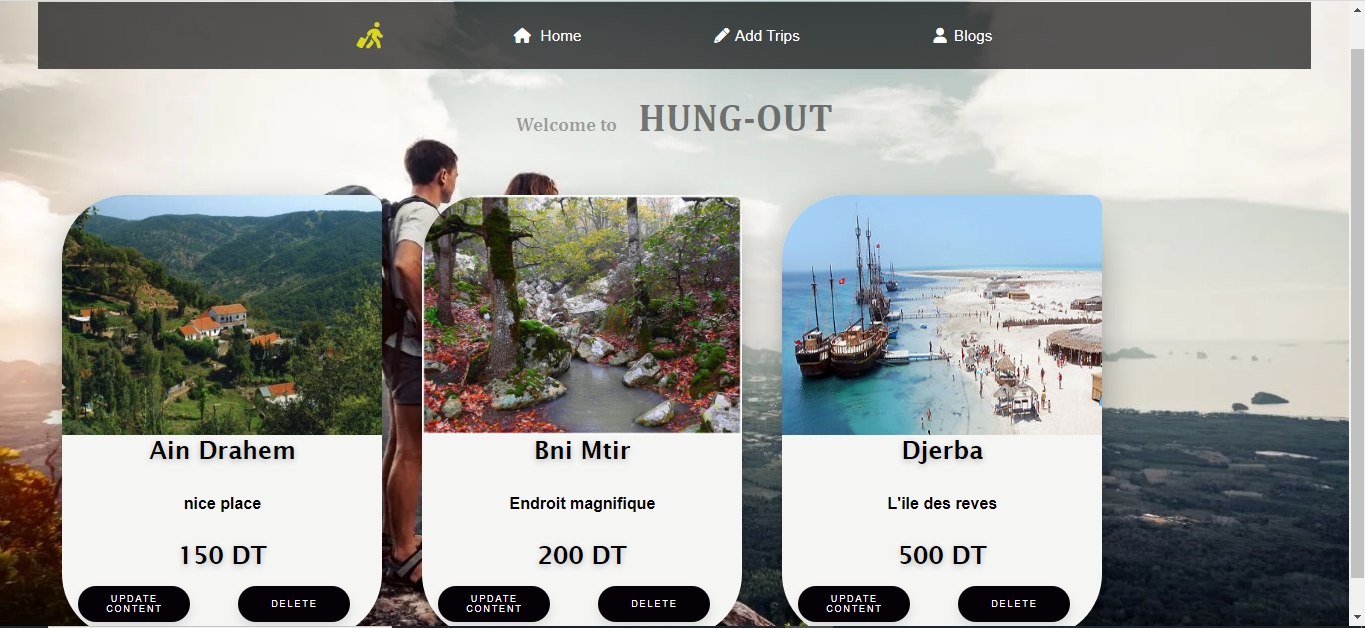 Home
Add Trips
Blogs
Welcome to HUNG-OUT
Ain Drahem
nice place
150 DT
UPDATE
CONTENT
DELETE
Bni Mtir
Endroit magnifique
200 DT
UPDATE
CONTENT
DELETE
Djerba
L'ile des reves
500 DT
UPDATE
CONTENT
DELETE